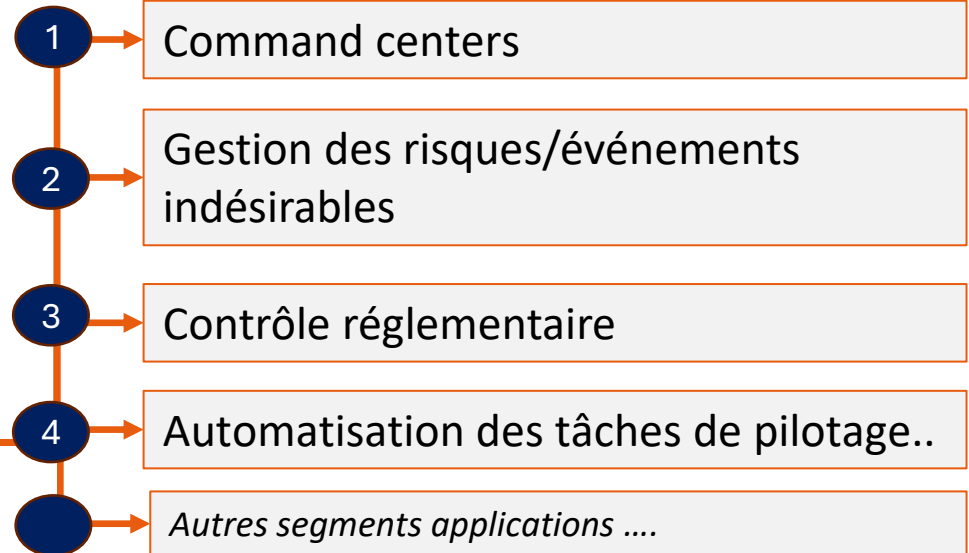 1
Command centers
2
Gestion des risques/événements
indésirables
3
Contrôle réglementaire
4
Automatisation des tâches de pilotage..
Autres segments applications ….